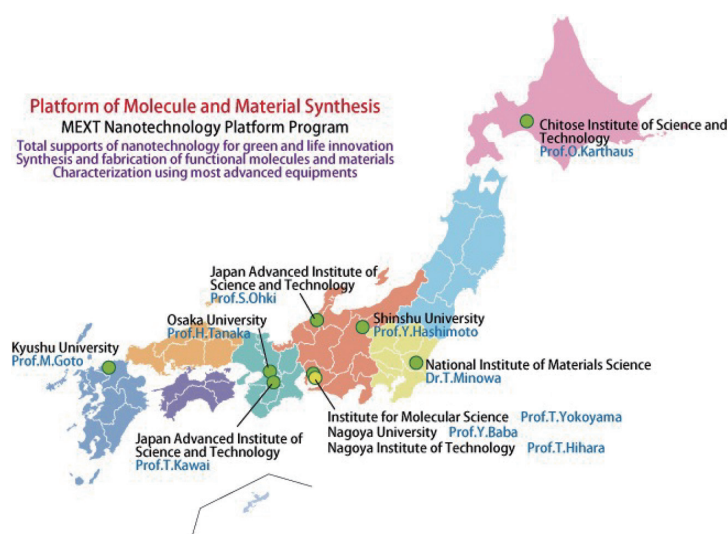 Platform of Molecule and Material Synthesis
MEXT Nanotechnology Platform Program
Total supports of nanotechnology for green and life innovation
Synthesis and fabrication of functional molecules and materials
Characterization using most advanced equipments
Chitose Institute of Science and
Technology
Prof.O.Karthaus
Japan Advanced Institute of
Science and Technology
Prof.S.Ohki
Osaka University
Prof.H.Tanaka
Shinshu University
Prof.Y.Hashimoto
Kyushu University
Prof.M.Goto
National Institute of Materials Science
Dr.T.Minowa
Institute for Molecular Science Prof.T.Yokoyama
Nagoya University Prof.Y.Baba
Nagoya Institute of Technology Prof.T.Hihara
Japan Advanced Institute of
Science and Technology
Prof.T.Kawai